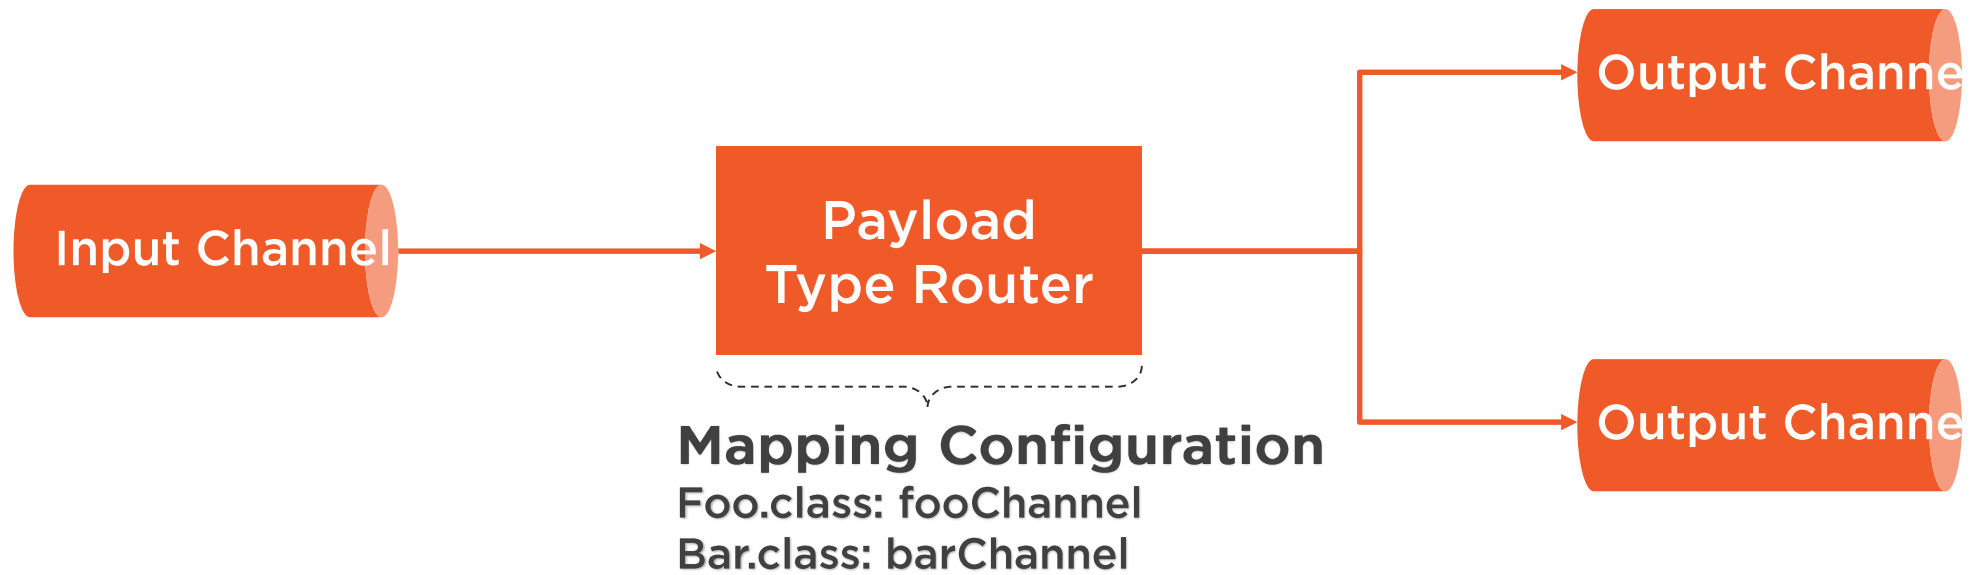 Input Channel
Payload
Type Router
Output Channe
Output Channe
Mapping Configuration
Foo.class: fooChannel
Bar.class: barChannel